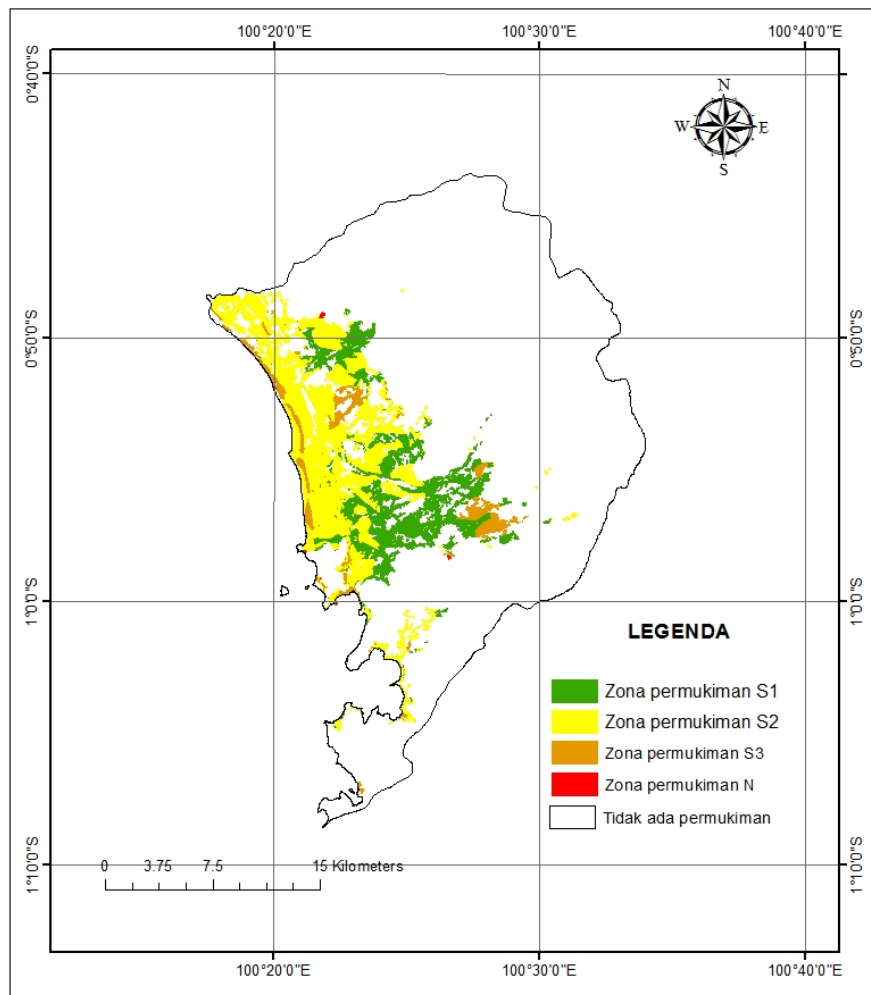 100°20'0"E 100°30'0"E 100°40'0"E
0°40'0"S 0°40'0"S
N
W E
S
0°50'0"S 0°50'0"S
1°0'0"S 1°0'0"S
LEGENDA
Zona permukiman S1
Zona permukiman S2
Zona permukiman S3
Zona permukiman N
Tidak ada permukiman
0 3.75 7.5 15 Kilometers
1°10'0"S 1°10'0"S
100°20'0"E 100°30'0"E 100°40'0"E